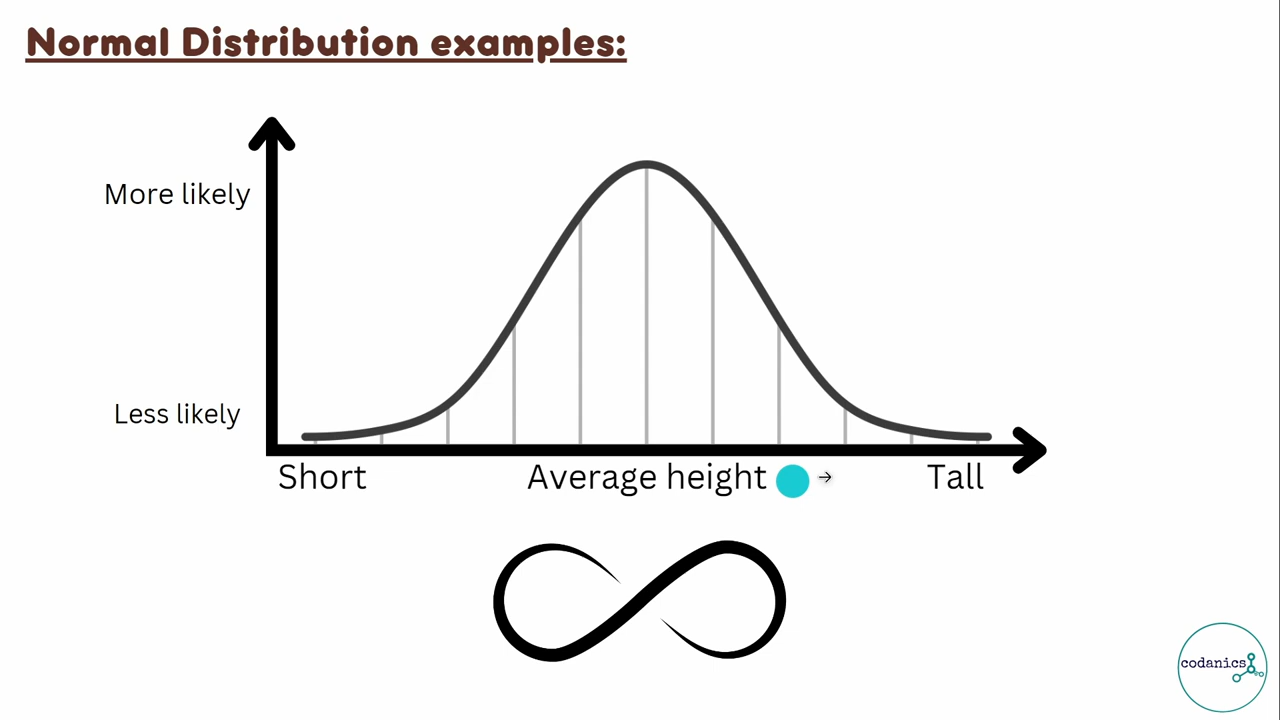 Normal Distribution examples:
More likely
Less likely
Short
Average height
Tall
codanics